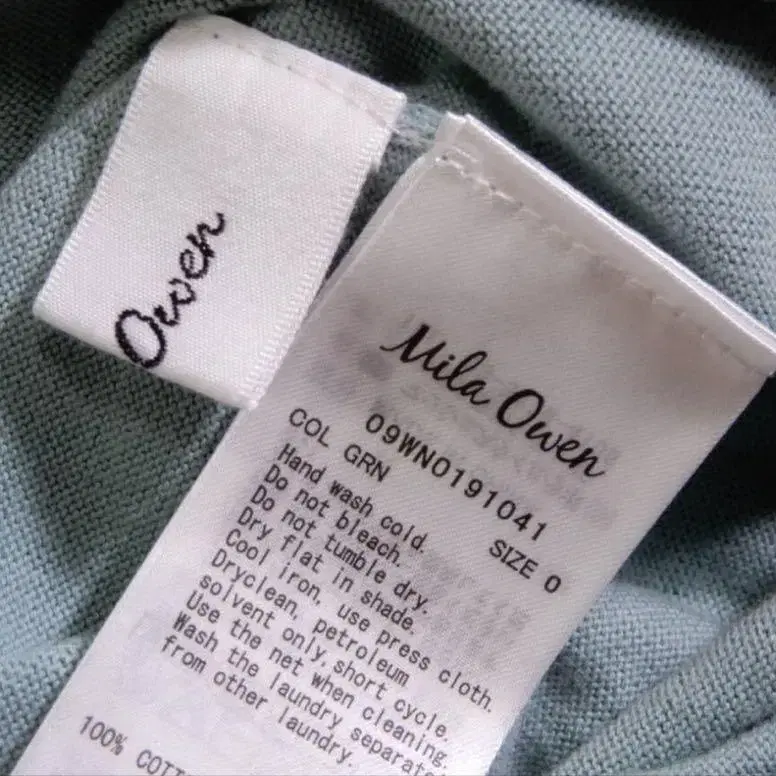 Owen
Mila Owen
09WN0191041
COL GRN
SIZE 0
Hand wash cold.
Do not bleach.
Do not tumble dry.
Dry flat in shade.
Cool iron, use press cloth.
Dryclean, petroleum
solvent only,short cycle.
Use the net when cleaning.
Wash the laundry separate
from other laundry.
100% COTT